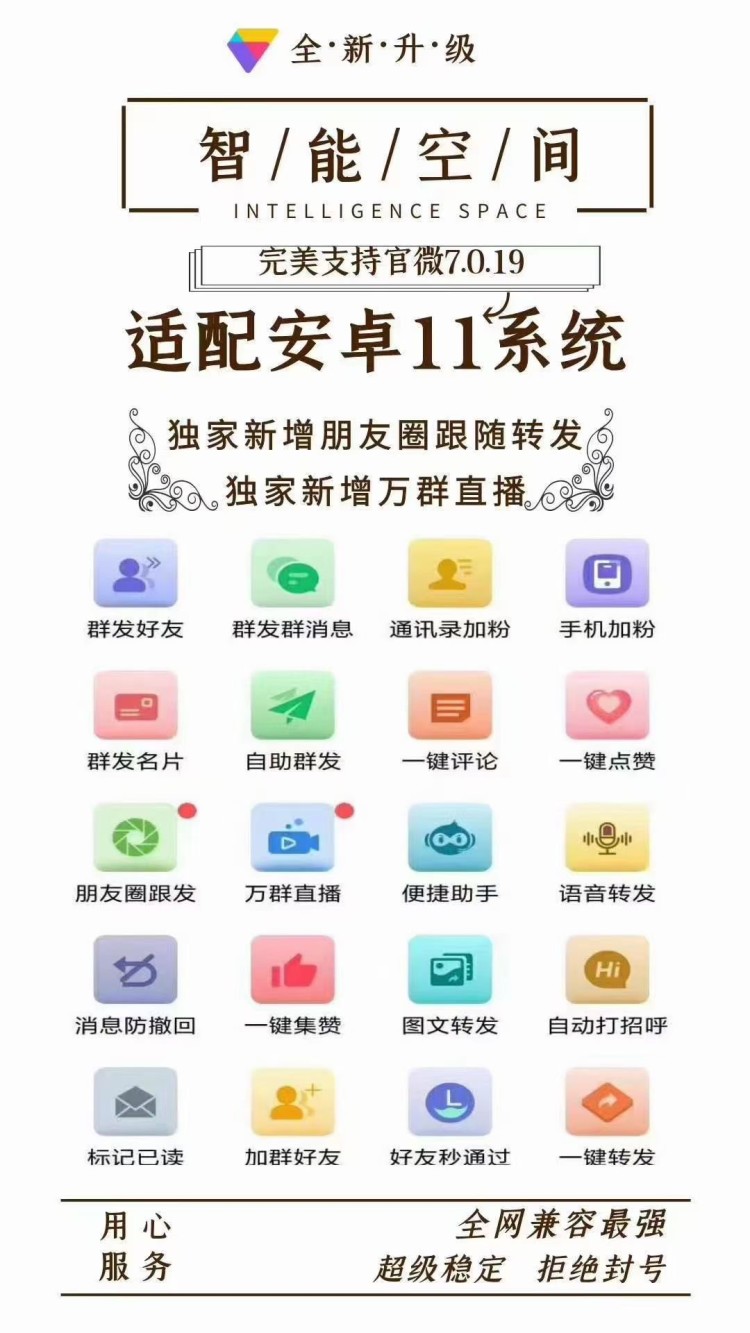 全·新·升·级
智/能/空/间
INTELLIGENCE SPACE
完美支持官微7.0.19
适配安卓11系统
独家新增朋友圈跟随转发
独家新增万群直播
群发好友 群发群消息 通讯录加粉 手机加粉
群发名片 自助群发 一键评论 一键点赞
朋友圈跟发 万群直播 便捷助手 语音转发
Hi
消息防撤回 一键集赞 图文转发 自动打招呼
标记已读 加群好友 好友秒通过 一键转发
用心 全网兼容最强
服务 超级稳定 拒绝封号